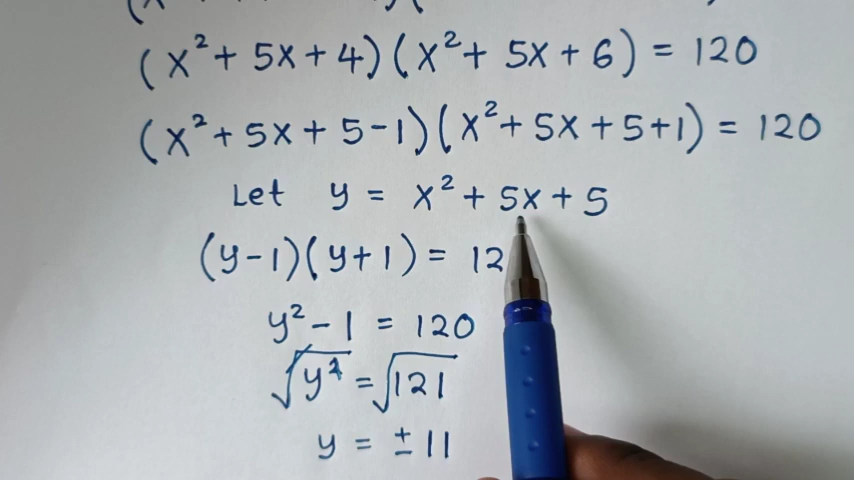 (x² + 5x + 4)(x² + 5x + 6) = 120
(x² + 5x + 5 - 1)(x² + 5x + 5 + 1) = 120
Let y = x² + 5x + 5
(y - 1)(y + 1) = 12
y² - 1 = 120
√y² = √121
y = ± 11